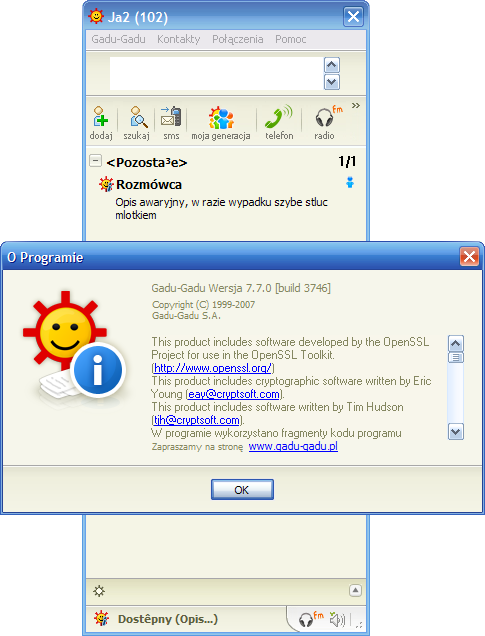 Ja2 (102)
Gadu-Gadu Kontakty Połączenia Pomoc
dodaj szukaj sms moja generacja telefon fm radio
<Pozosta³e> 1/1
Rozmówca
Opis awaryjny, w razie wypadku szybe stluc
mlotkiem
O Programie
Gadu-Gadu Wersja 7.7.0 [build 3746]
Copyright (C) 1999-2007
Gadu-Gadu S.A.
This product includes software developed by the OpenSSL
Project for use in the OpenSSL Toolkit.
(http://www.openssl.org/)
This product includes cryptographic software written by Eric
Young (eay@cryptsoft.com).
This product includes software written by Tim Hudson
(tjh@cryptsoft.com).
W programie wykorzystano fragmenty kodu programu
Zapraszamy na stronę www.gadu-gadu.pl
OK
Dostêpny (Opis...) fm